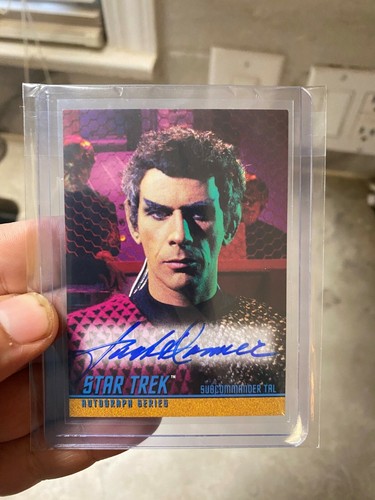 Jack Donner
STAR TREK™
AUTOGRAPH SERIES
SUBCOMMANDER TAL